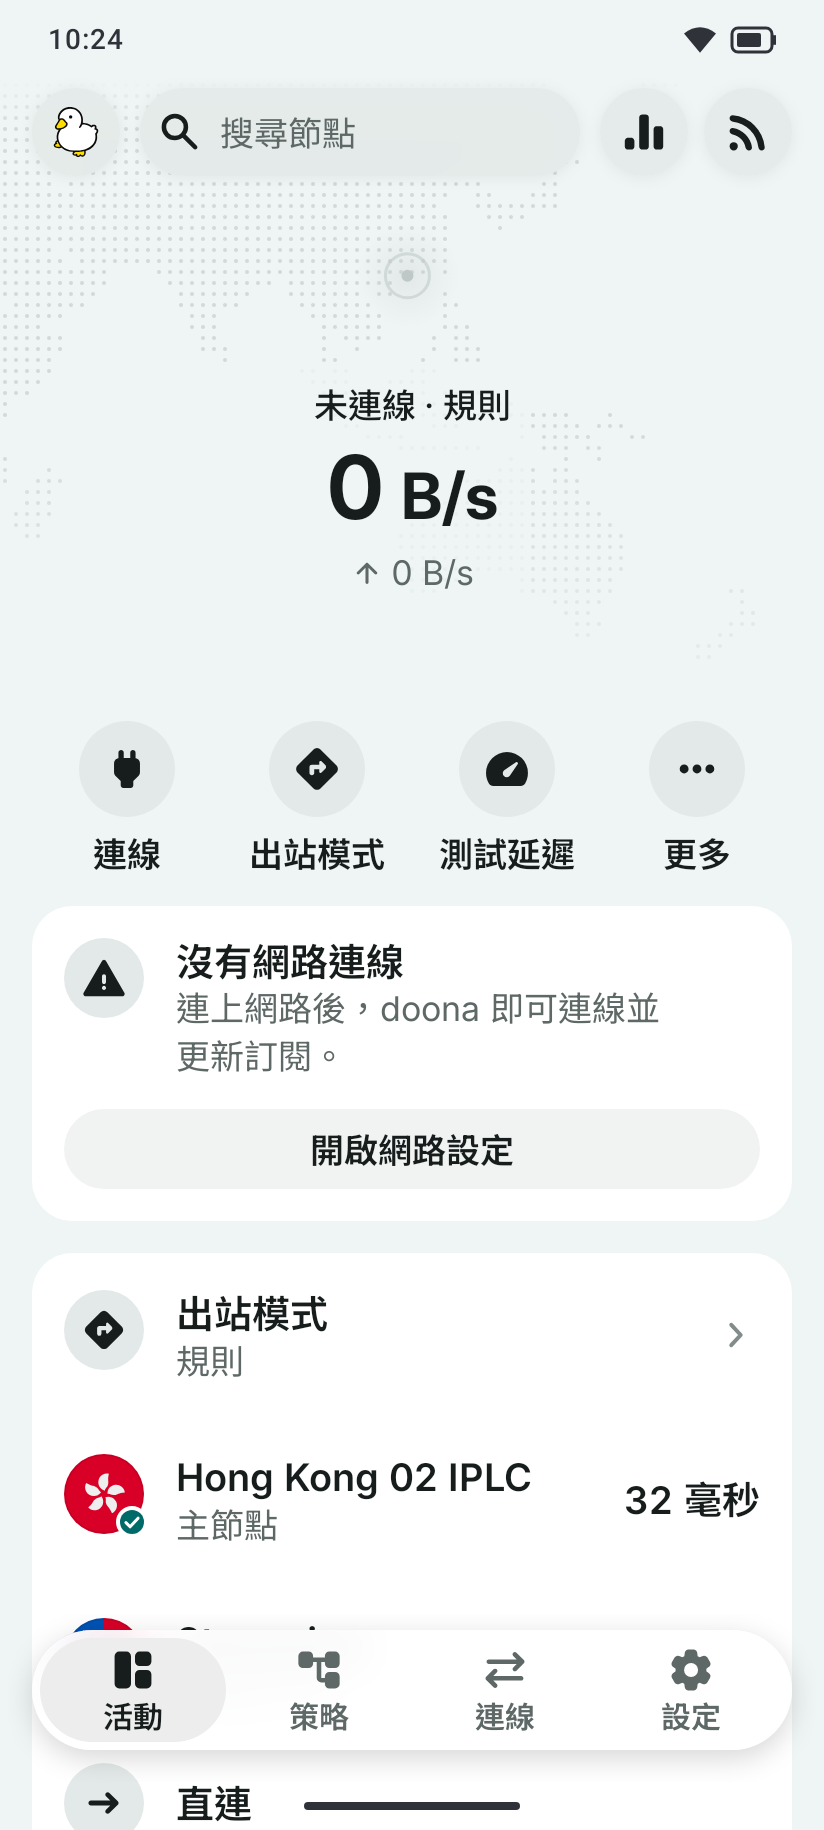 10:24
搜尋節點
未連線 · 規則
0 B/s
↑ 0 B/s
連線
出站模式
測試延遲
更多
沒有網路連線
連上網路後，doona 即可連線並
更新訂閱。
開啟網路設定
出站模式
規則
Hong Kong 02 IPLC
主節點
32 毫秒
活動
策略
連線
設定
直連